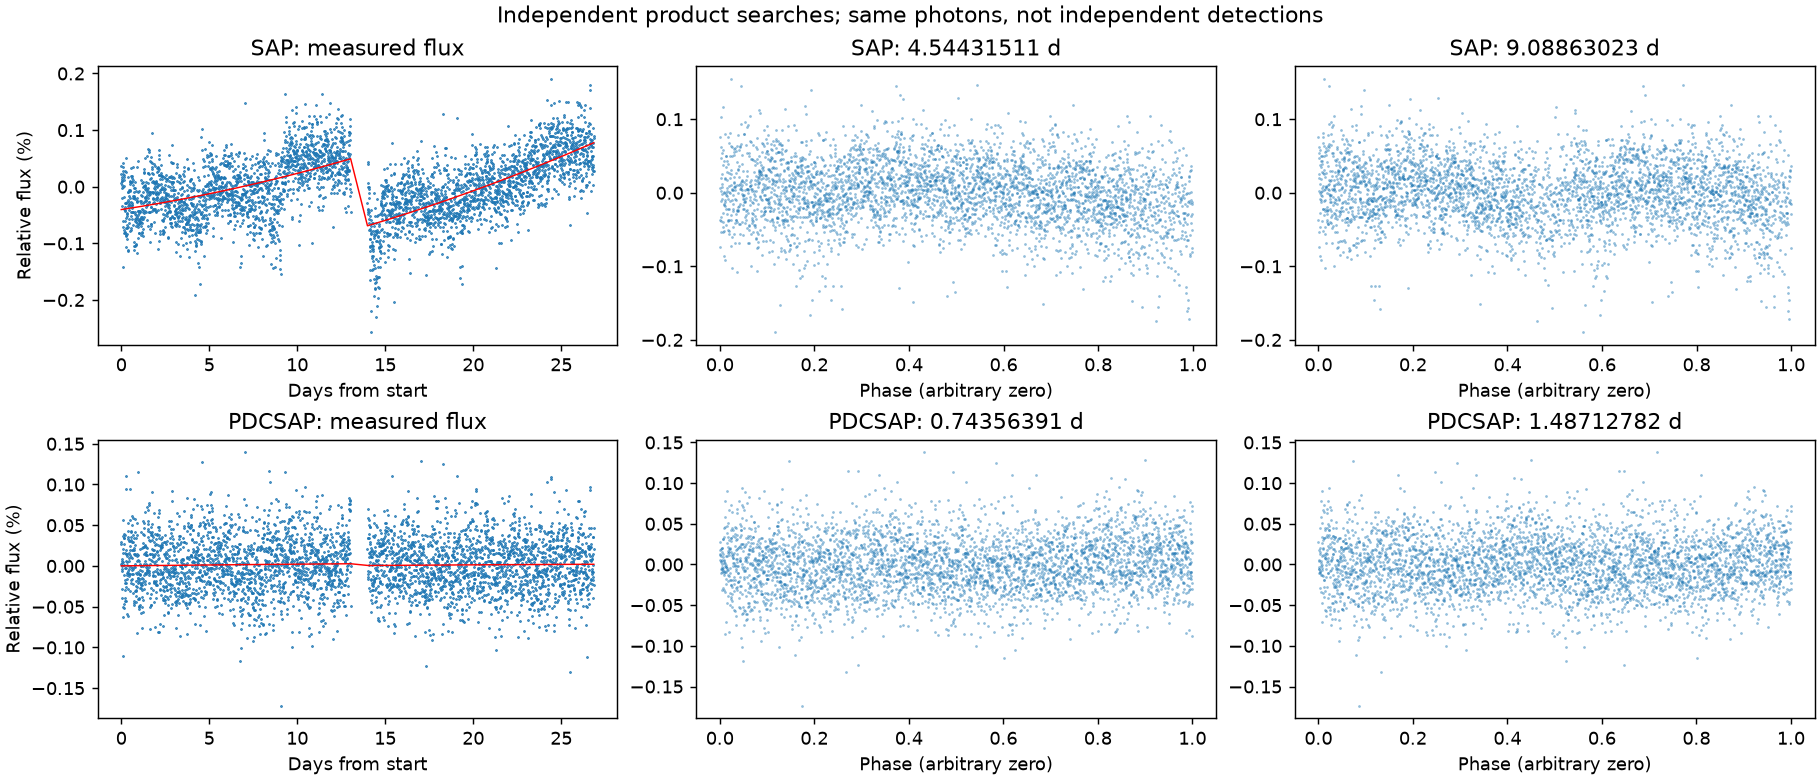 Independent product searches; same photons, not independent detections
SAP: measured flux
SAP: 4.54431511 d
SAP: 9.08863023 d
Relative flux (%)
0.2
0.1
0.0
−0.1
−0.2
0.1
0.0
−0.1
−0.2
0.1
0.0
−0.1
−0.2
0 5 10 15 20 25
0.0 0.2 0.4 0.6 0.8 1.0
0.0 0.2 0.4 0.6 0.8 1.0
Days from start
Phase (arbitrary zero)
Phase (arbitrary zero)
PDCSAP: measured flux
PDCSAP: 0.74356391 d
PDCSAP: 1.48712782 d
Relative flux (%)
0.15
0.10
0.05
0.00
−0.05
−0.10
−0.15
0.15
0.10
0.05
0.00
−0.05
−0.10
−0.15
0.15
0.10
0.05
0.00
−0.05
−0.10
−0.15
0 5 10 15 20 25
0.0 0.2 0.4 0.6 0.8 1.0
0.0 0.2 0.4 0.6 0.8 1.0
Days from start
Phase (arbitrary zero)
Phase (arbitrary zero)